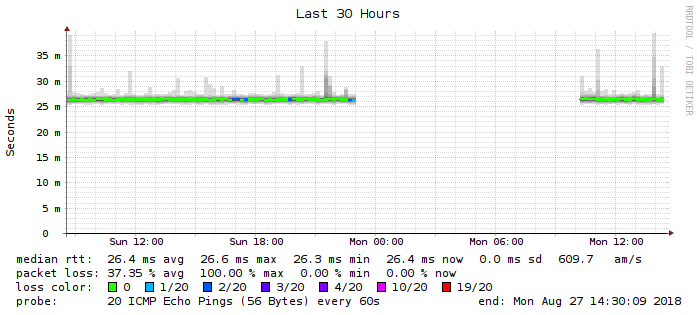 Last 30 Hours
RRDTOOL / TOBI OETIKER
Seconds
35 m
30 m
25 m
20 m
15 m
10 m
5 m
0
Sun 12:00 Sun 18:00 Mon 00:00 Mon 06:00 Mon 12:00
median rtt: 26.4 ms avg 26.6 ms max 26.3 ms min 26.4 ms now 0.0 ms sd 609.7 am/s
packet loss: 37.35 % avg 100.00 % max 0.00 % min 0.00 % now
loss color: 0 1/20 2/20 3/20 4/20 10/20 19/20
probe: 20 ICMP Echo Pings (56 Bytes) every 60s end: Mon Aug 27 14:30:09 2018